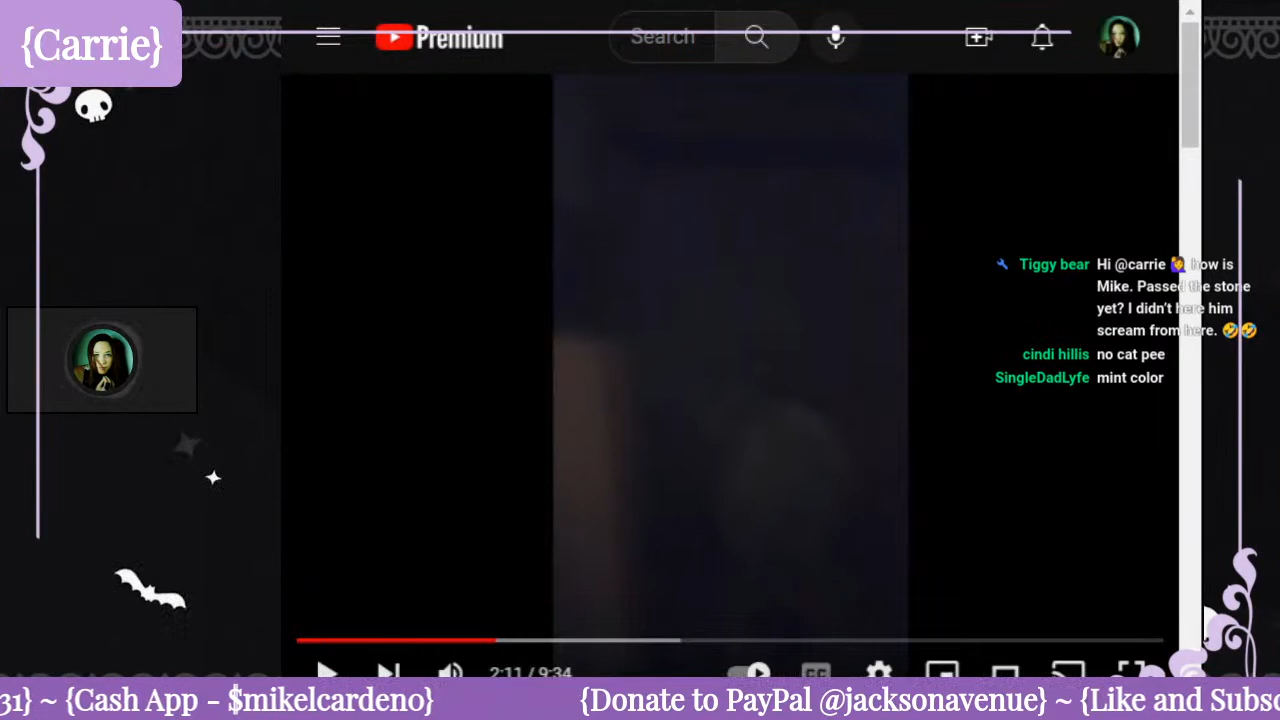 {Carrie}
Premium
Search
Tiggy bear Hi @carrie 🙋‍♀️ how is
Mike. Passed the stone
yet? I didn't here him
scream from here. 🤣🤣
cindi hillis no cat pee
SingleDadLyfe mint color
2:11 / 9:34
CC
31} ~ {Cash App - $mikelcardeno} {Donate to PayPal @jacksonavenue} ~ {Like and Subsc